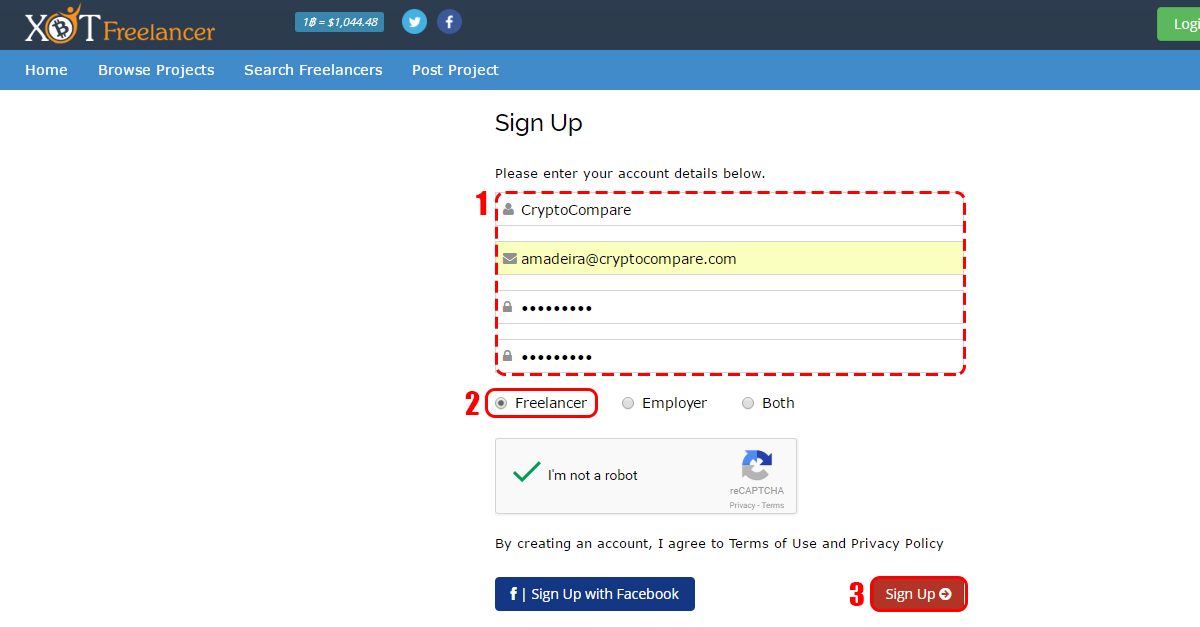 XBTFreelancer
1฿ = $1,044.48
Logi
Home Browse Projects Search Freelancers Post Project
Sign Up
Please enter your account details below.
1
CryptoCompare
amadeira@cryptocompare.com
•••••••••
•••••••••
2 Freelancer Employer Both
I'm not a robot
reCAPTCHA
Privacy - Terms
By creating an account, I agree to Terms of Use and Privacy Policy
f | Sign Up with Facebook
3 Sign Up